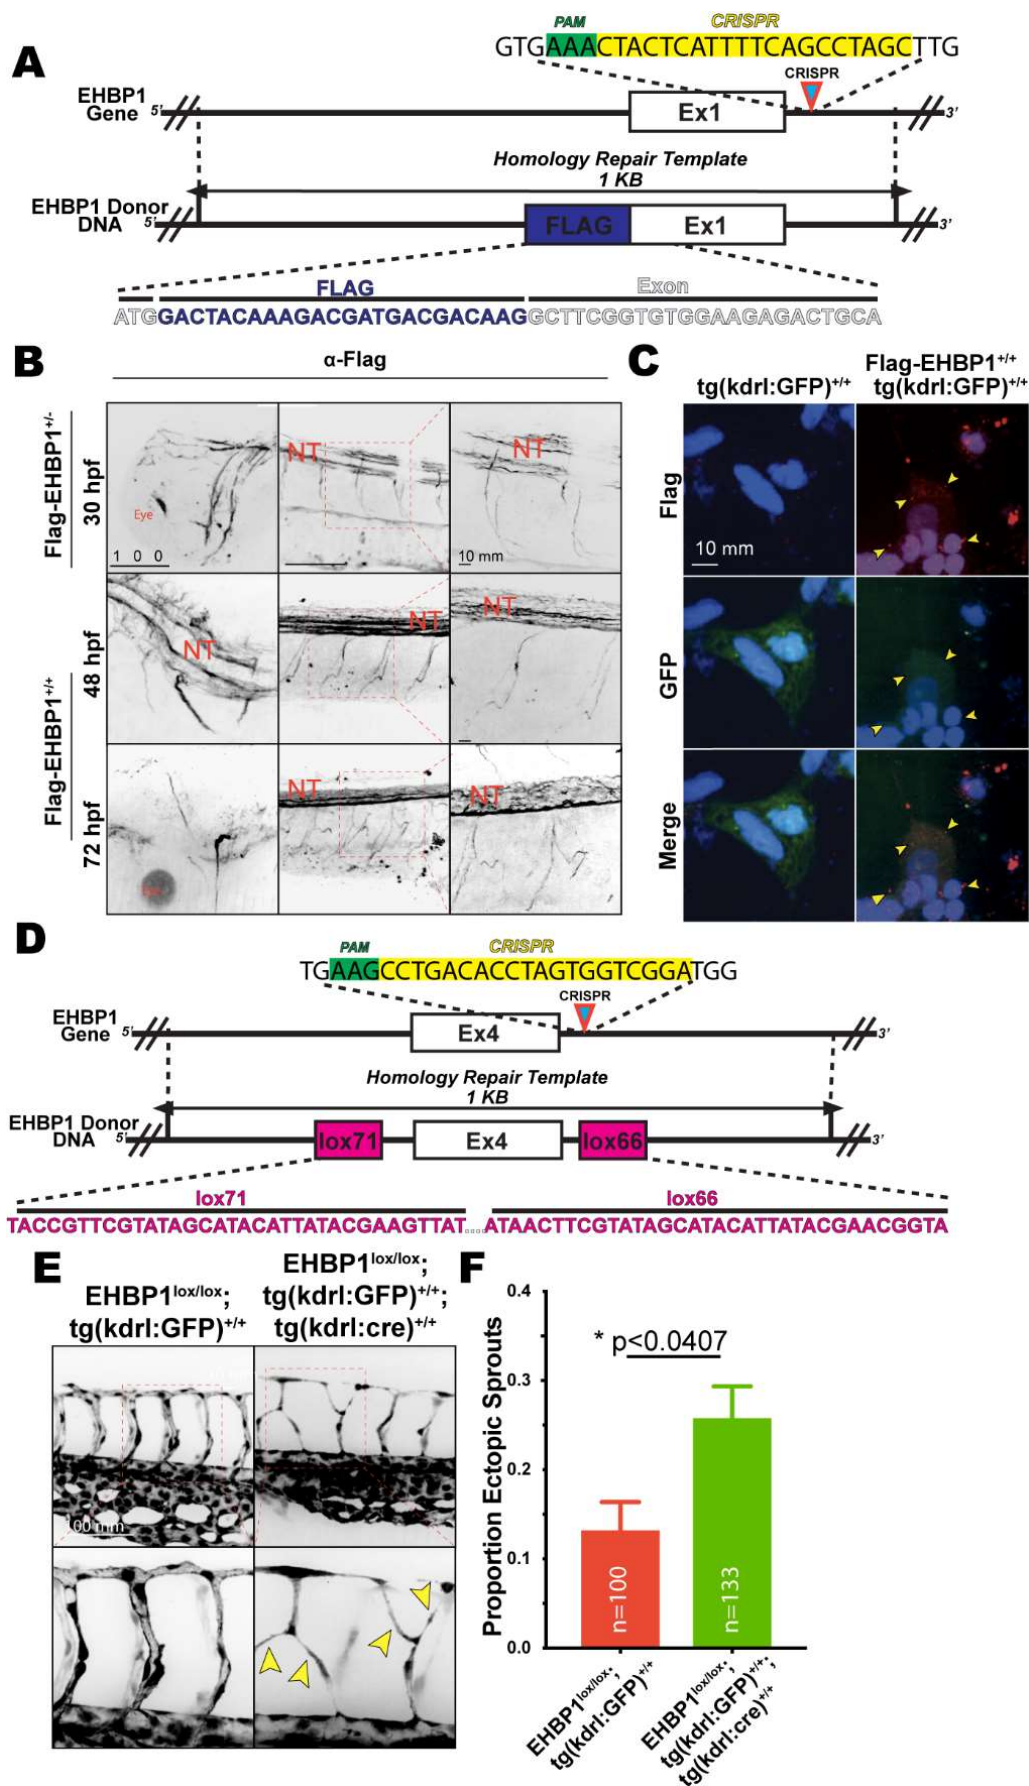 A
PAM CRISPR
GTGAAACTACTCATTTTCAGCCTAGCTTG
CRISPR
EHBP1
Gene
5'
Ex1
3'
Homology Repair Template
1 KB
EHBP1 Donor
DNA
5'
FLAG
Ex1
3'
FLAG
Exon
ATGGACTACAAAGACGATGACGACAAGGCTTCGGTGTGGAAGAGACTGCA
B
α-Flag
Flag-EHBP1+/-
30 hpf
Eye
1 0 0
NT
NT
10 mm
Flag-EHBP1+/+
48 hpf
NT
NT
NT
72 hpf
Eye
NT
NT
C
tg(kdrl:GFP)+/+
Flag-EHBP1+/+
tg(kdrl:GFP)+/+
Flag
10 mm
GFP
Merge
D
PAM CRISPR
TGAAGCCTGACACCTAGTGGTCGGATGG
CRISPR
EHBP1
Gene
5'
Ex4
3'
Homology Repair Template
1 KB
EHBP1 Donor
DNA
5'
lox71
Ex4
lox66
3'
lox71
lox66
TACCGTTCGTATAGCATACATTATACGAAGTTAT....ATAACTTCGTATAGCATACATTATACGAACGGTA
E
EHBP1lox/lox;
tg(kdrl:GFP)+/+
EHBP1lox/lox;
tg(kdrl:GFP)+/+;
tg(kdrl:cre)+/+
100 mm
F
Proportion Ectopic Sprouts
0.4
0.3
0.2
0.1
0.0
* p<0.0407
n=100
n=133
EHBP1lox/lox;
tg(kdrl:GFP)+/+
EHBP1lox/lox;
tg(kdrl:GFP)+/+;
tg(kdrl:cre)+/+